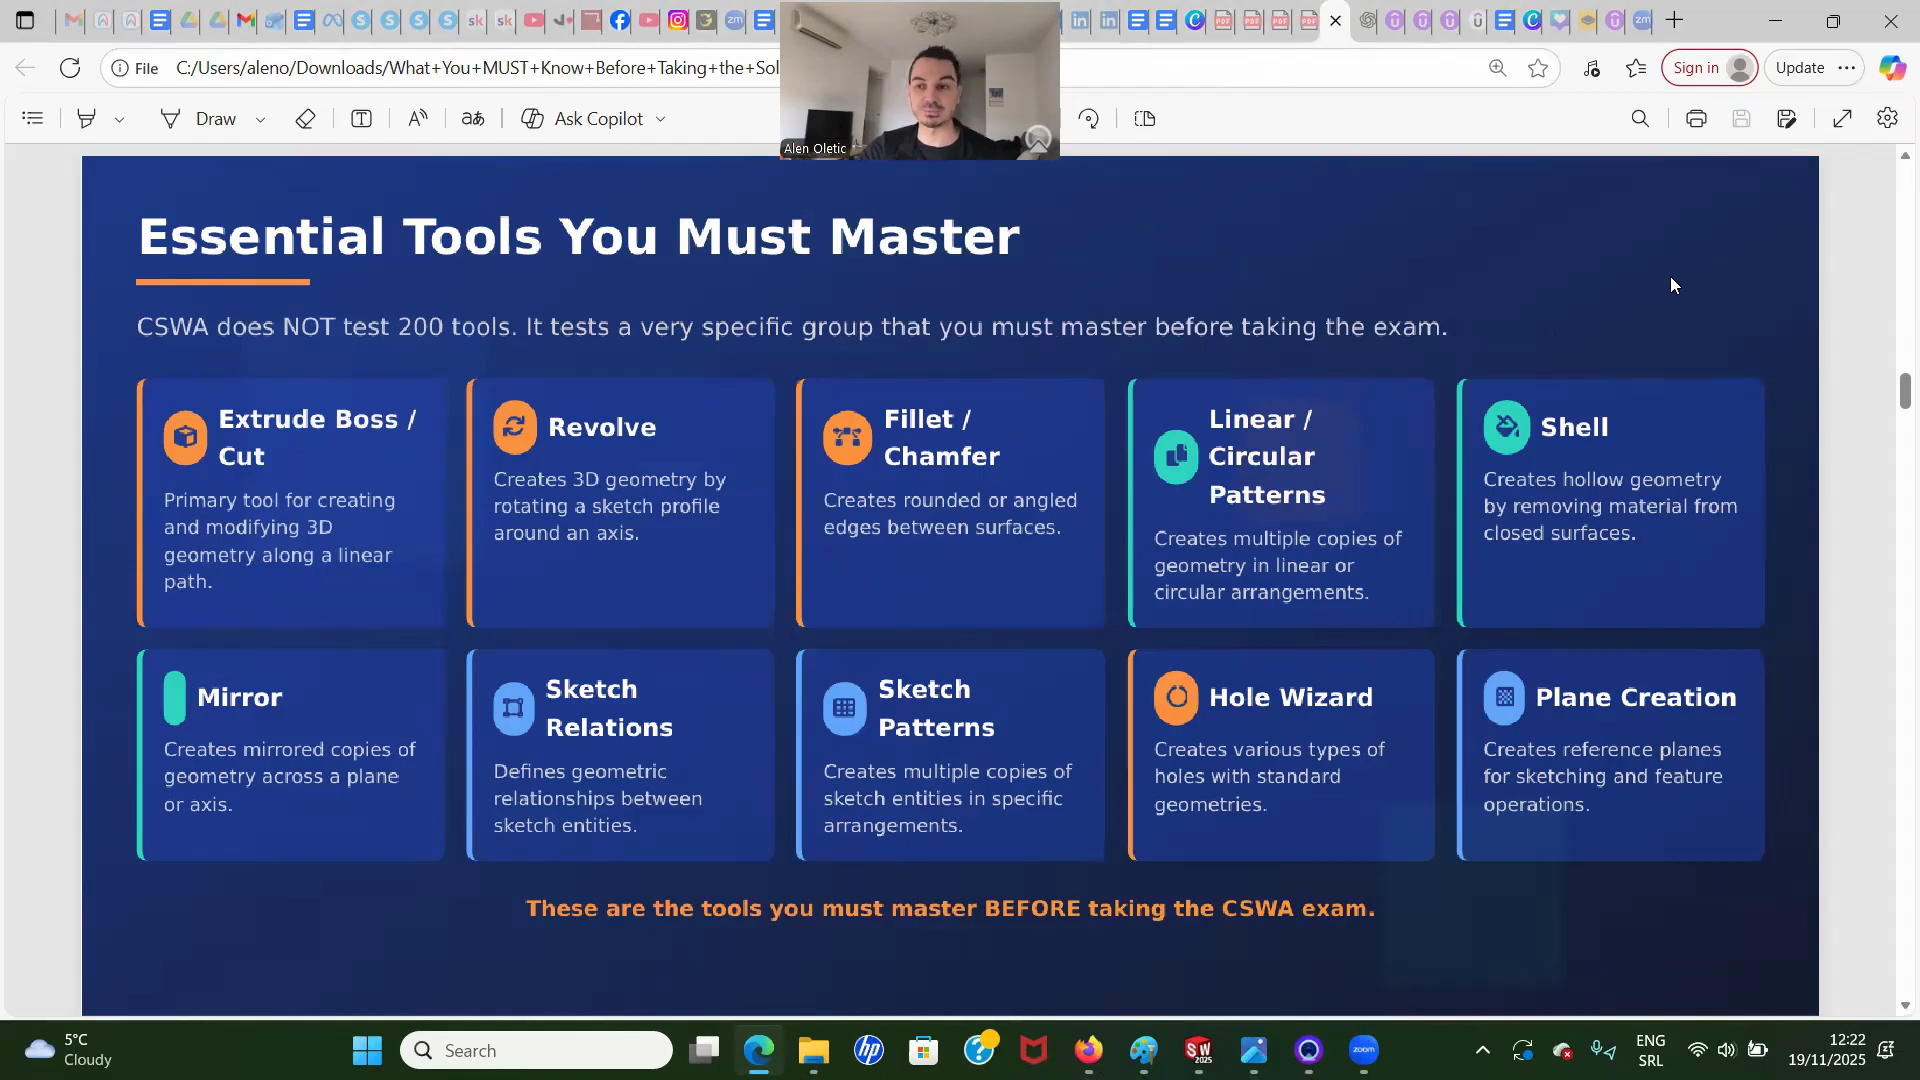 File
C:/Users/aleno/Downloads/What+You+MUST+Know+Before+Taking+the+Sol
Sign in
Update
Draw
Ask Copilot
Alen Oletic
Essential Tools You Must Master
CSWA does NOT test 200 tools. It tests a very specific group that you must master before taking the exam.
Extrude Boss /
Cut
Primary tool for creating
and modifying 3D
geometry along a linear
path.
Revolve
Creates 3D geometry by
rotating a sketch profile
around an axis.
Fillet /
Chamfer
Creates rounded or angled
edges between surfaces.
Linear /
Circular
Patterns
Creates multiple copies of
geometry in linear or
circular arrangements.
Shell
Creates hollow geometry
by removing material from
closed surfaces.
Mirror
Creates mirrored copies of
geometry across a plane
or axis.
Sketch
Relations
Defines geometric
relationships between
sketch entities.
Sketch
Patterns
Creates multiple copies of
sketch entities in specific
arrangements.
Hole Wizard
Creates various types of
holes with standard
geometries.
Plane Creation
Creates reference planes
for sketching and feature
operations.
These are the tools you must master BEFORE taking the CSWA exam.
5°C
Cloudy
Search
ENG
SRL
12:22
19/11/2025